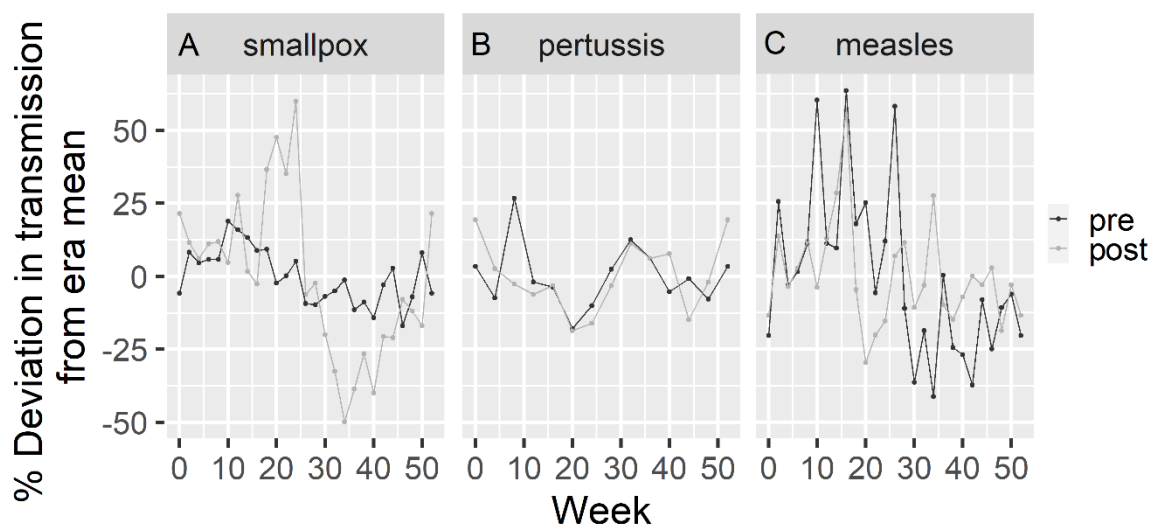 % Deviation in transmission
from era mean
A smallpox
B pertussis
C measles
50
25
0
-25
-50
0 10 20 30 40 50
0 10 20 30 40 50
0 10 20 30 40 50
Week
pre
post